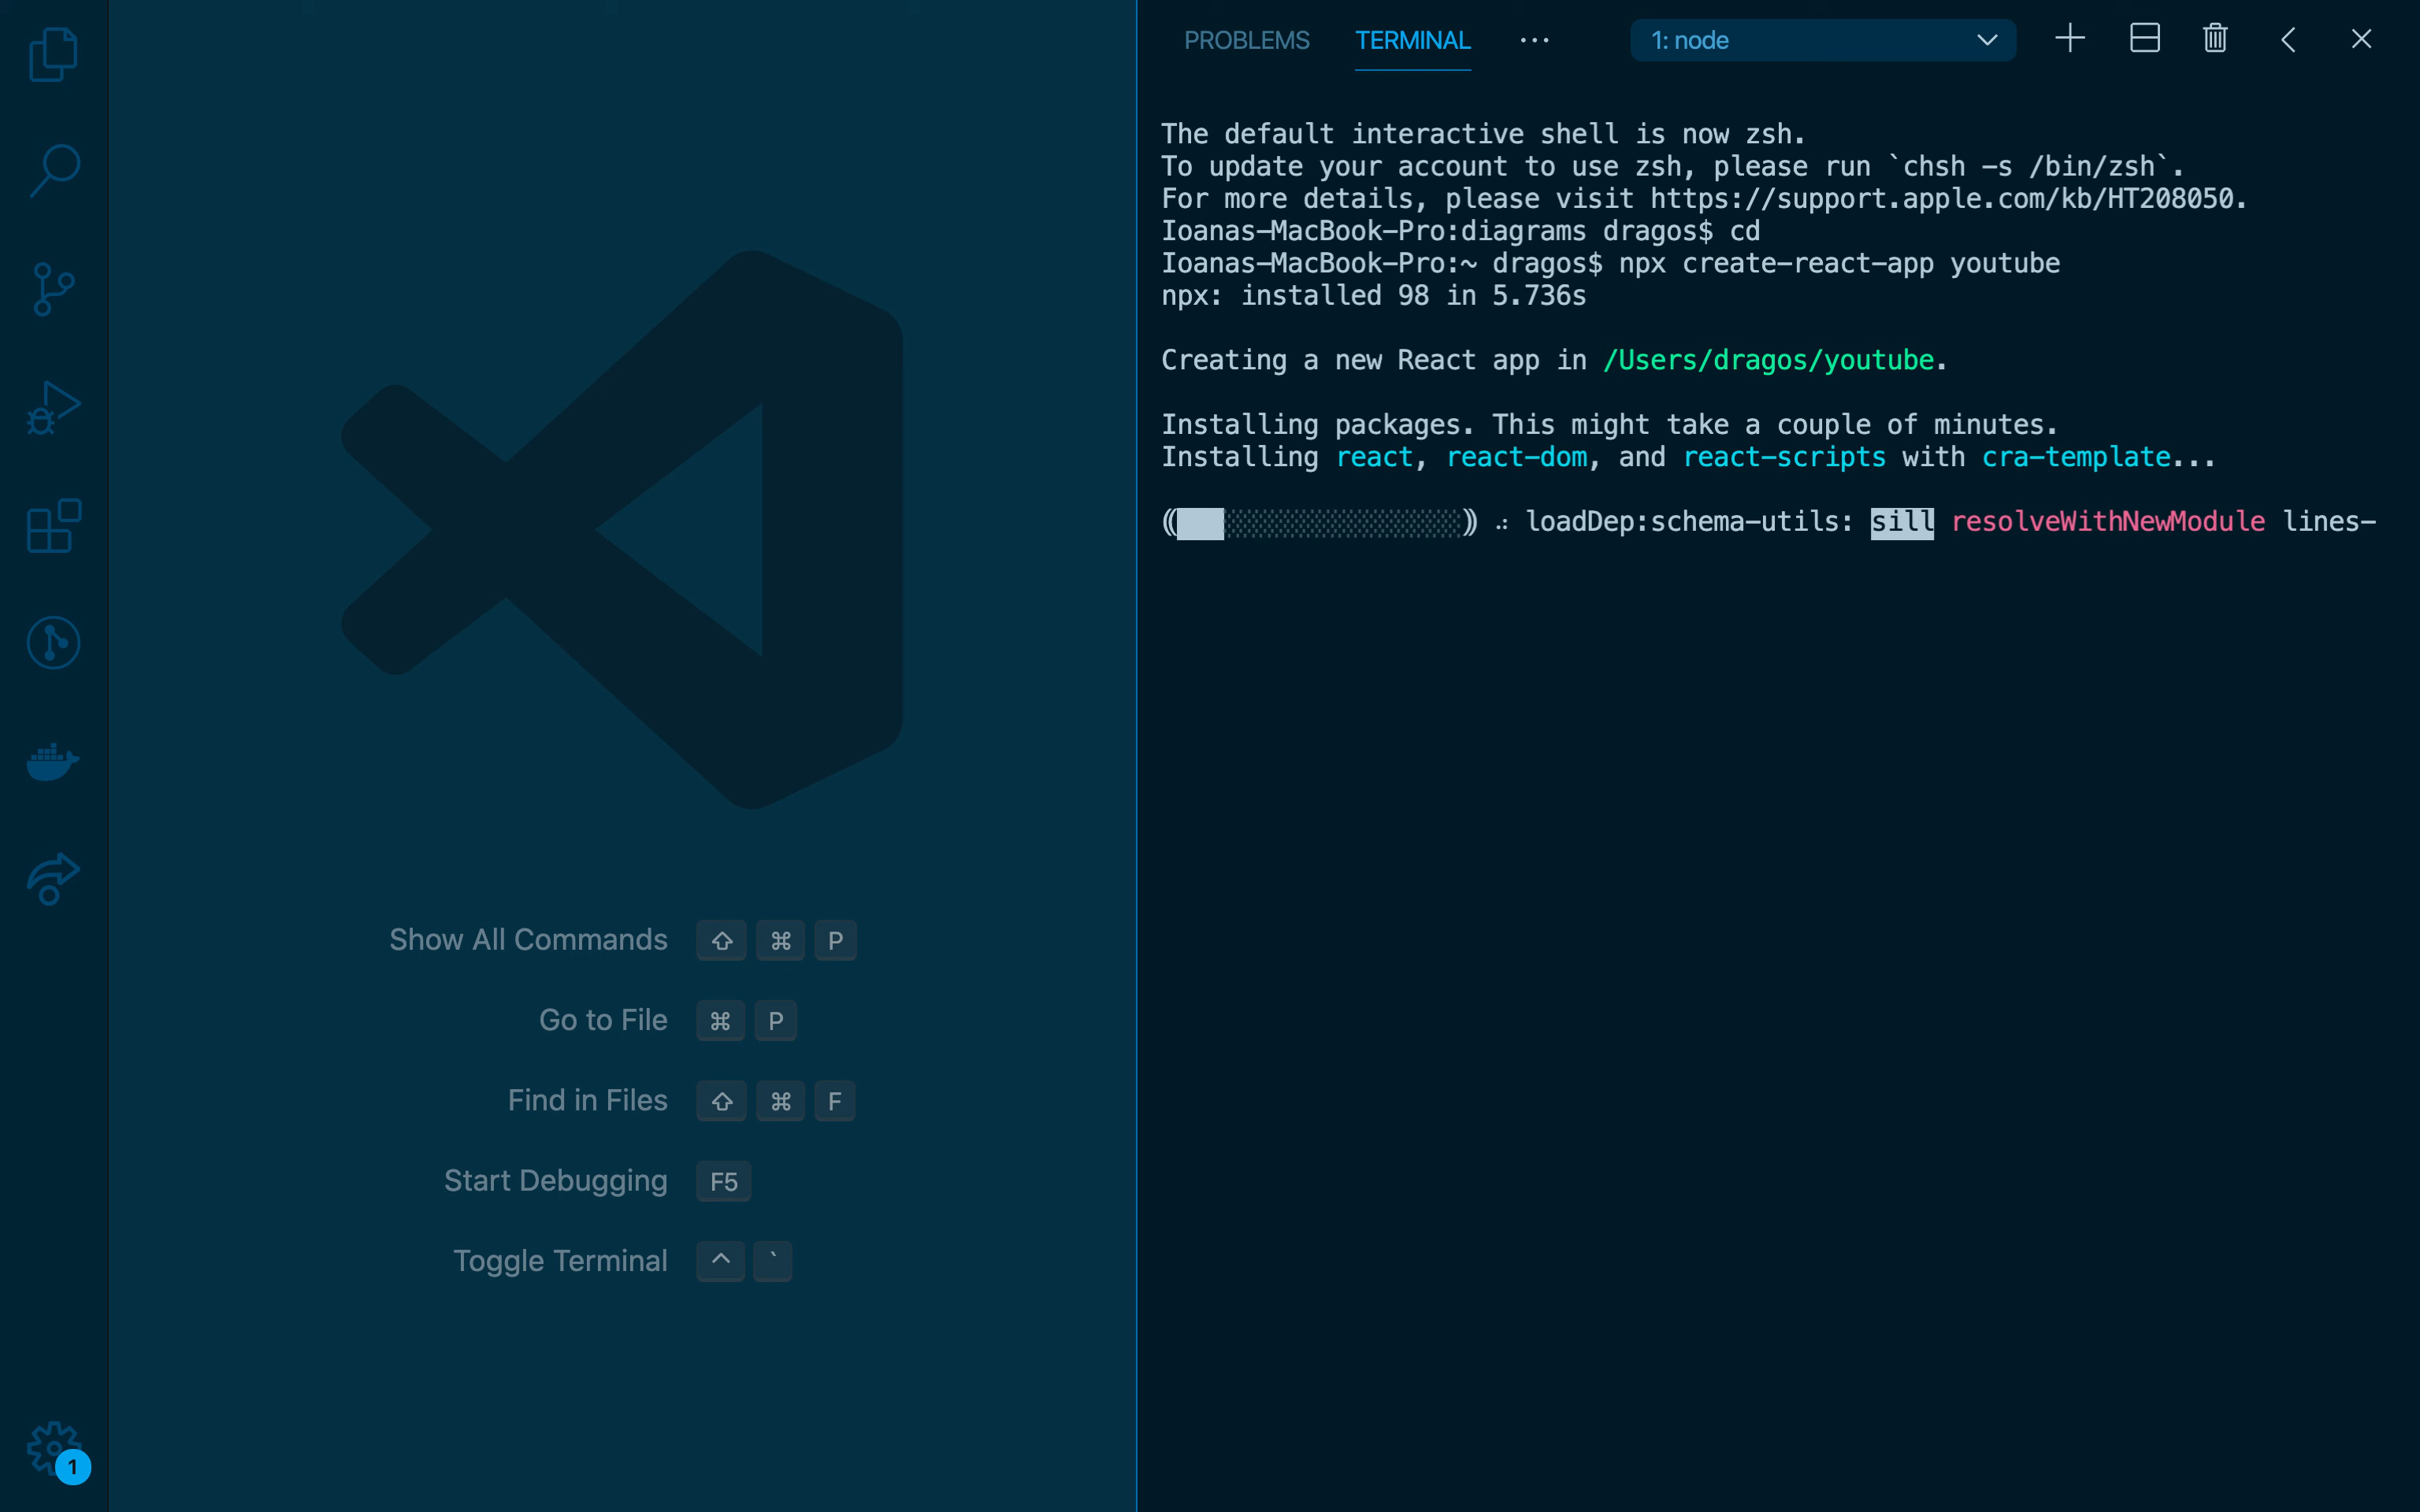 PROBLEMS TERMINAL ... 1: node
The default interactive shell is now zsh.
To update your account to use zsh, please run `chsh -s /bin/zsh`.
For more details, please visit https://support.apple.com/kb/HT208050.
Ioanas-MacBook-Pro:diagrams dragos$ cd
Ioanas-MacBook-Pro:~ dragos$ npx create-react-app youtube
npx: installed 98 in 5.736s
Creating a new React app in /Users/dragos/youtube.
Installing packages. This might take a couple of minutes.
Installing react, react-dom, and react-scripts with cra-template...
loadDep:schema-utils: sill resolveWithNewModule lines-
Show All Commands ⇧ ⌘ P
Go to File ⌘ P
Find in Files ⇧ ⌘ F
Start Debugging F5
Toggle Terminal ^ `
1